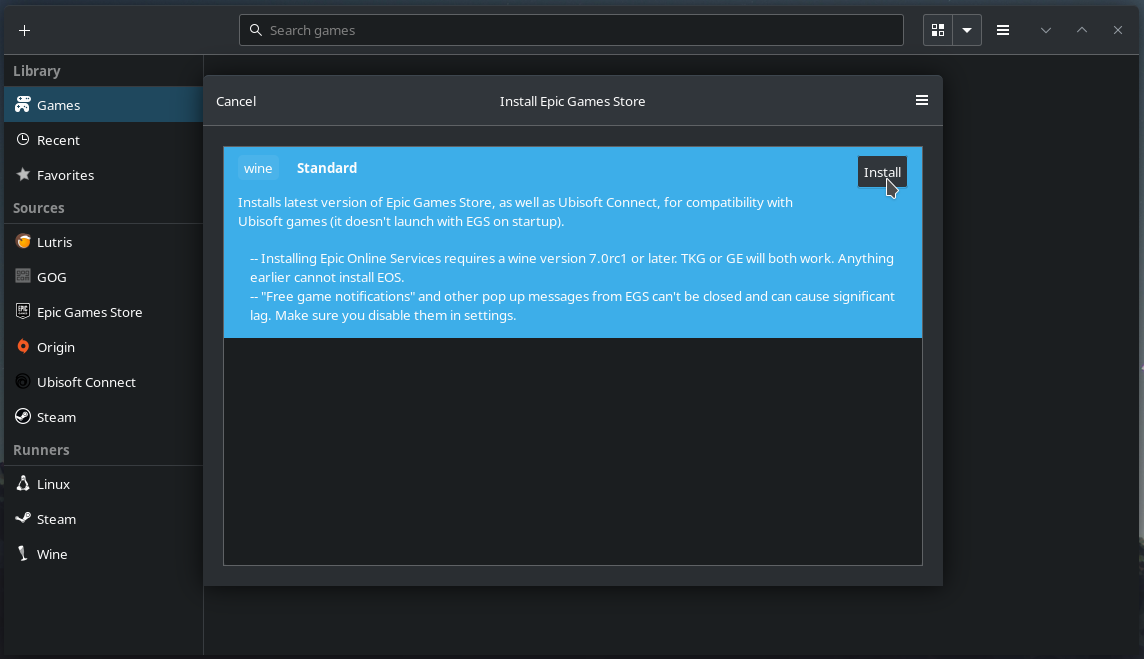 Search games
Library
Games
Recent
Favorites
Sources
Lutris
GOG
Epic Games Store
Origin
Ubisoft Connect
Steam
Runners
Linux
Steam
Wine
Cancel
Install Epic Games Store
wine Standard
Install
Installs latest version of Epic Games Store, as well as Ubisoft Connect, for compatibility with
Ubisoft games (it doesn't launch with EGS on startup).
-- Installing Epic Online Services requires a wine version 7.0rc1 or later. TKG or GE will both work. Anything
earlier cannot install EOS.
-- "Free game notifications" and other pop up messages from EGS can't be closed and can cause significant
lag. Make sure you disable them in settings.